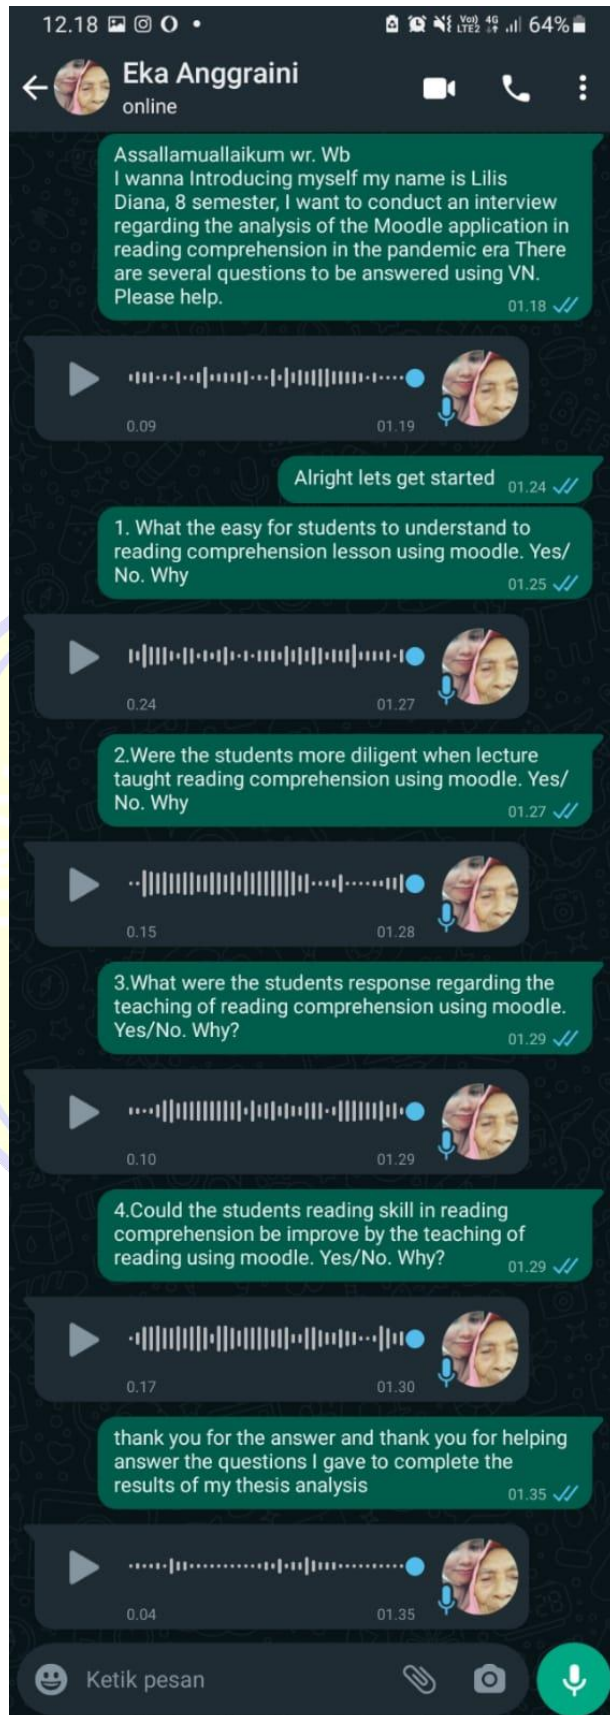 12.18 64%
Eka Anggraini
online
Assallamuallaikum wr. Wb
I wanna Introducing myself my name is Lilis
Diana, 8 semester, I want to conduct an interview
regarding the analysis of the Moodle application in
reading comprehension in the pandemic era There
are several questions to be answered using VN.
Please help.
01.18
0.09 01.19
Alright lets get started 01.24
1. What the easy for students to understand to
reading comprehension lesson using moodle. Yes/
No. Why
01.25
0.24 01.27
2.Were the students more diligent when lecture
taught reading comprehension using moodle. Yes/
No. Why
01.27
0.15 01.28
3.What were the students response regarding the
teaching of reading comprehension using moodle.
Yes/No. Why?
01.29
0.10 01.29
4.Could the students reading skill in reading
comprehension be improve by the teaching of
reading using moodle. Yes/No. Why?
01.29
0.17 01.30
thank you for the answer and thank you for helping
answer the questions I gave to complete the
results of my thesis analysis
01.35
0.04 01.35
Ketik pesan